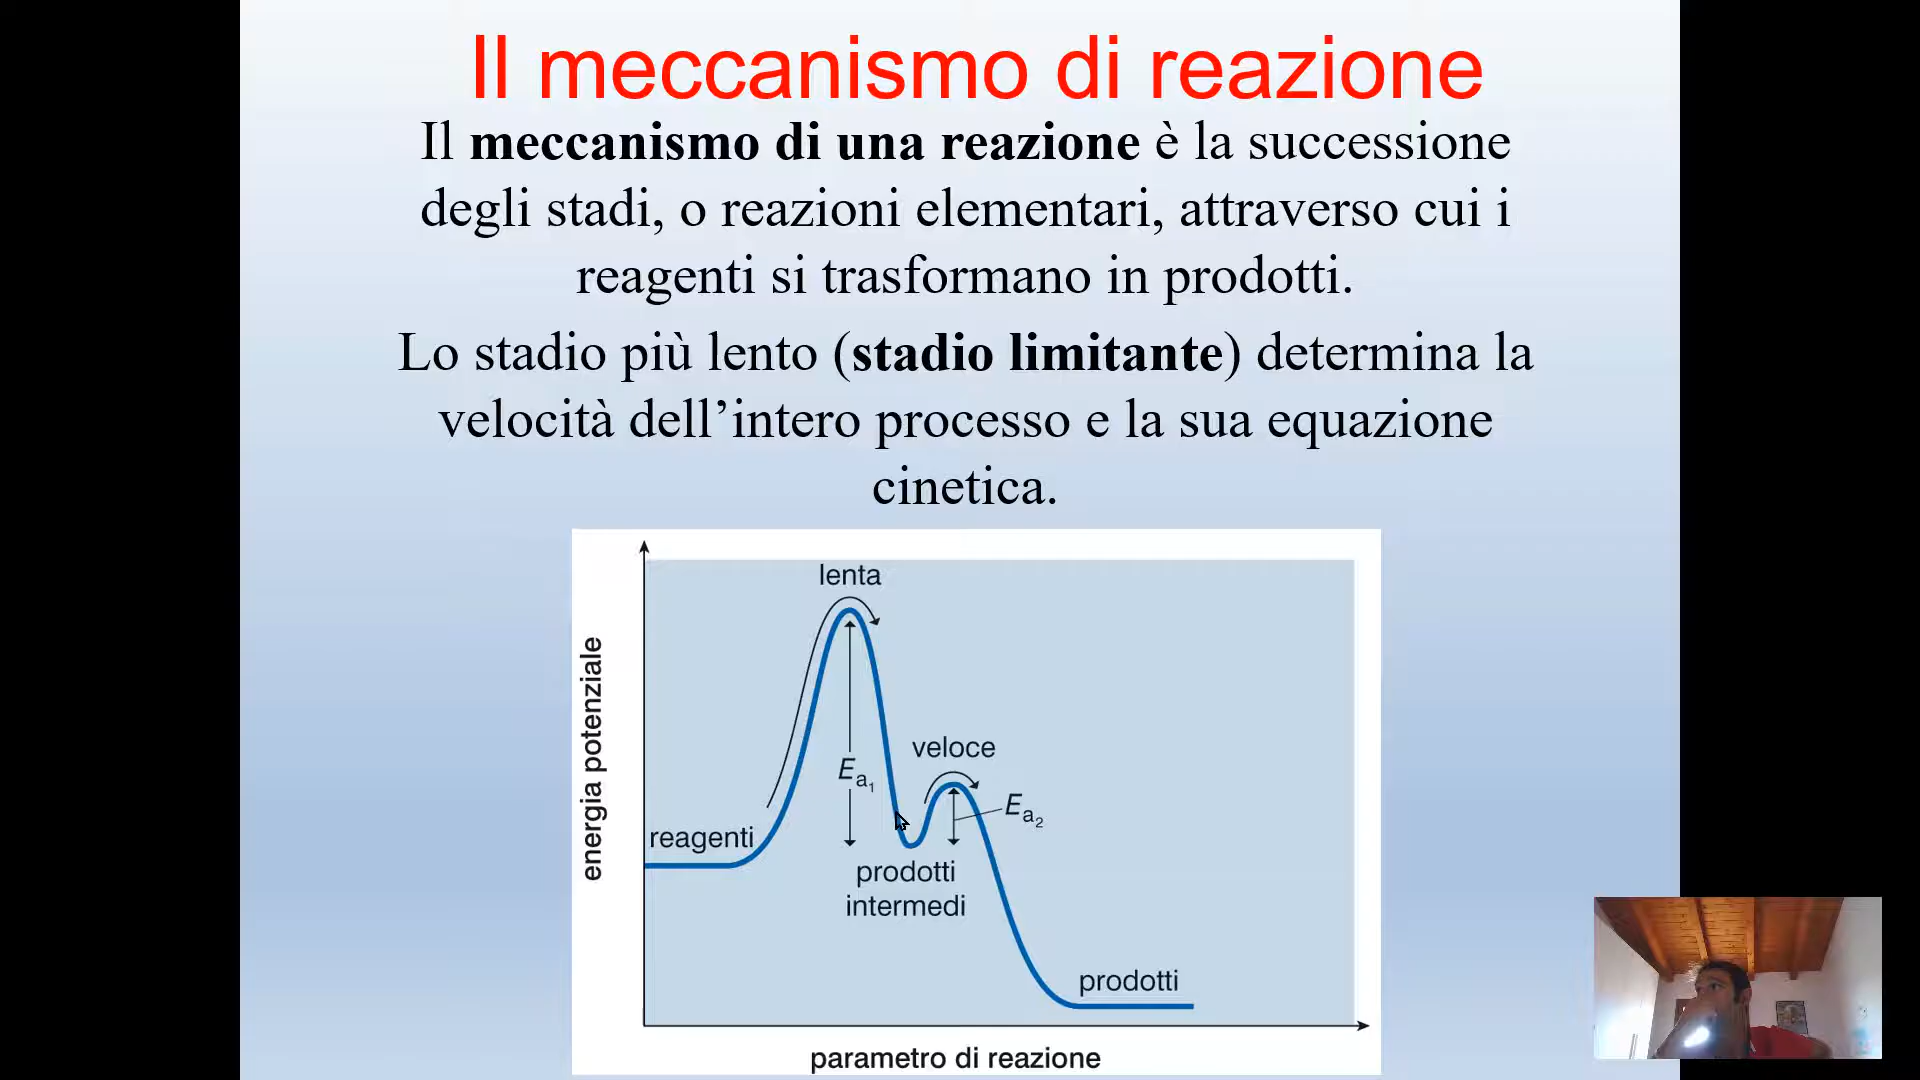 Il meccanismo di reazione
Il meccanismo di una reazione è la successione
degli stadi, o reazioni elementari, attraverso cui i
reagenti si trasformano in prodotti.
Lo stadio più lento (stadio limitante) determina la
velocità dell’intero processo e la sua equazione
cinetica.
lenta
veloce
Ea1
Ea2
reagenti
prodotti
intermedi
prodotti
energia potenziale
parametro di reazione